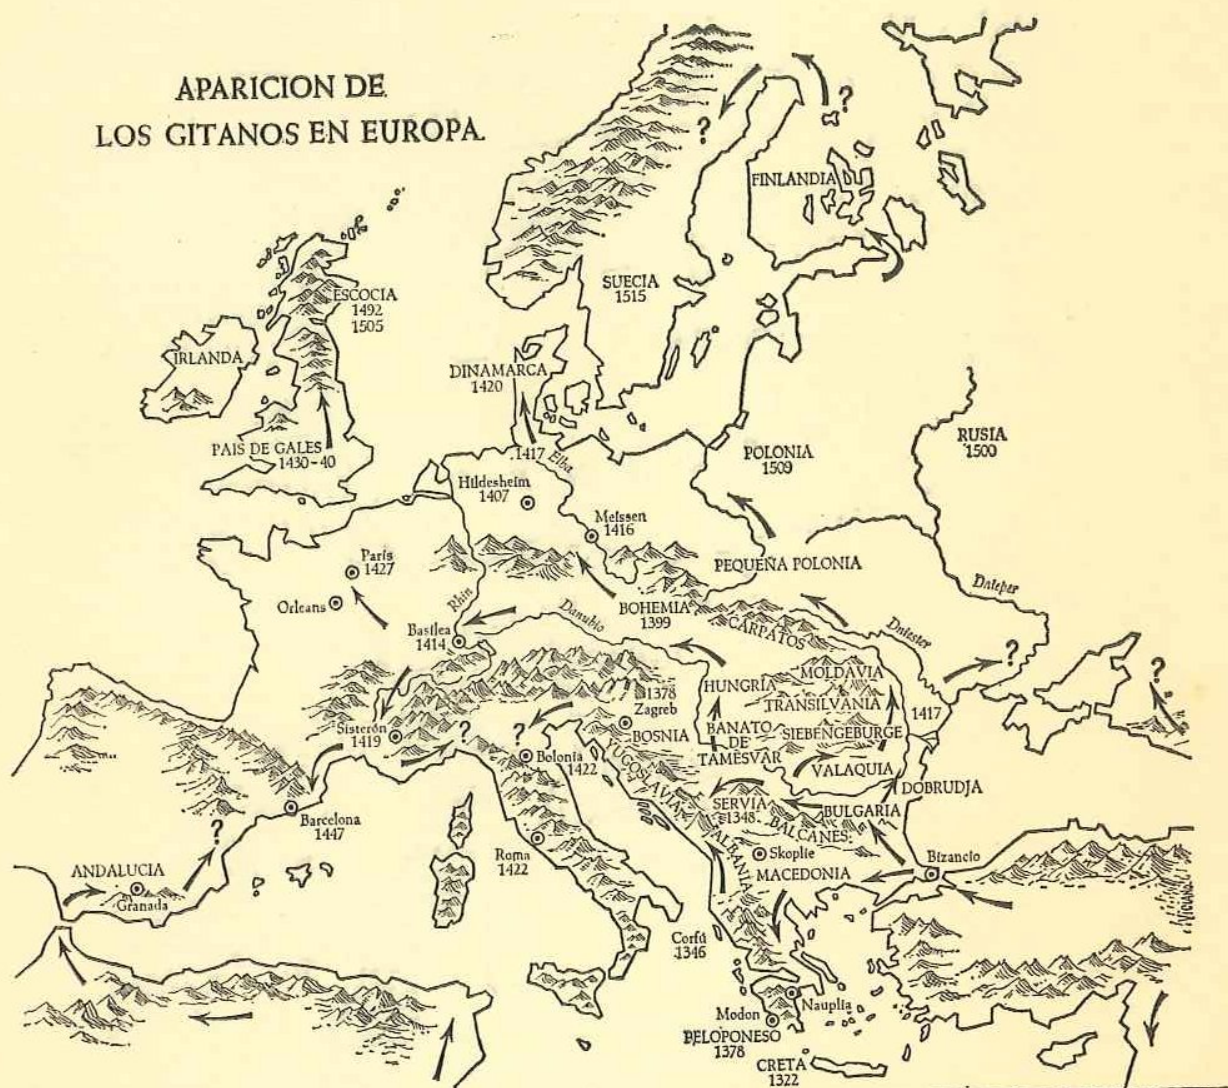 APARICION DE
LOS GITANOS EN EUROPA.
?
?
FINLANDIA
SUECIA
1515
ESCOCIA
1492
1505
IRLANDA
DINAMARCA
1420
PAIS DE GALES
1430-40
1417
Elba
Hildesheim
1407
Meissen
1416
POLONIA
1509
RUSIA
1500
PEQUEÑA POLONIA
París
1427
Orleans
Rhin
Basilea
1414
Danubio
BOHEMIA
1399
CARPATOS
Dniester
Dnieper
?
?
HUNGRÍA
MOLDAVIA
TRANSILVANIA
1378
Zagreb
BOSNIA
BANATO
DE
TAMESVAR
SIEBENGEBURGE
1417
VALAQUIA
DOBRUDJA
Sisterón
1419
?
?
Bolonia
1422
YUGOSLAVIA
SERVIA
1348
BULGARIA
BALCANES
Barcelona
1447
?
ANDALUCIA
Granada
Roma
1422
ALBANIA
Skoplie
MACEDONIA
Bizancio
VICIANO
Corfú
1346
Modon
Nauplia
PELOPONESO
1378
CRETA
1322